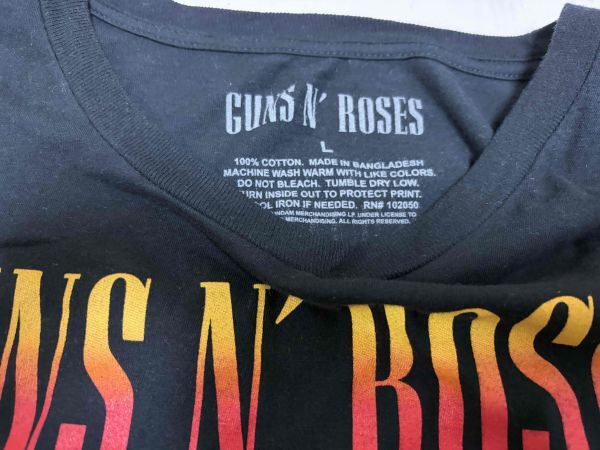 GUNS N' ROSES
L
100% COTTON. MADE IN BANGLADESH
MACHINE WASH WARM WITH LIKE COLORS.
DO NOT BLEACH. TUMBLE DRY LOW.
INSIDE OUT TO PROTECT PRINT.
IRON IF NEEDED. RN# 102050
MERCHANDISING LP. UNDER LICENSE TO
MERCHANDISING. ALL RIGHTS RESERVED.
N'